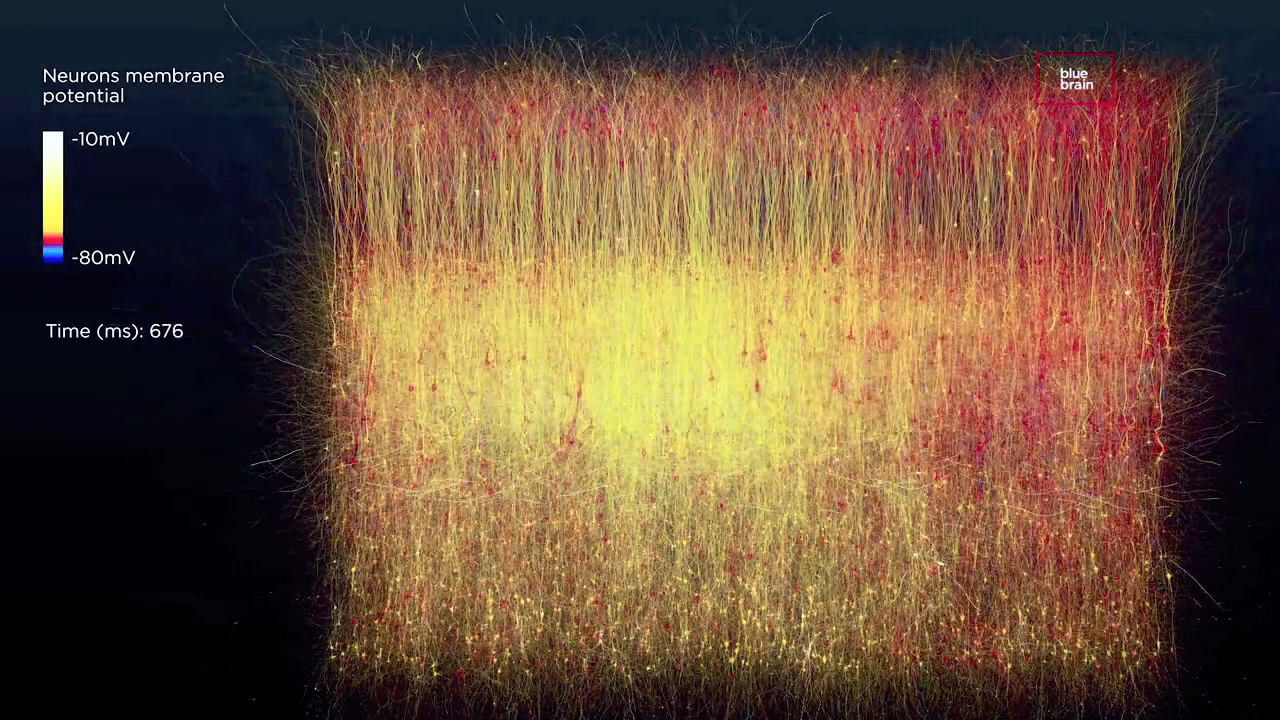 Neurons membrane
potential
-10mV
-80mV
Time (ms): 676
blue
brain